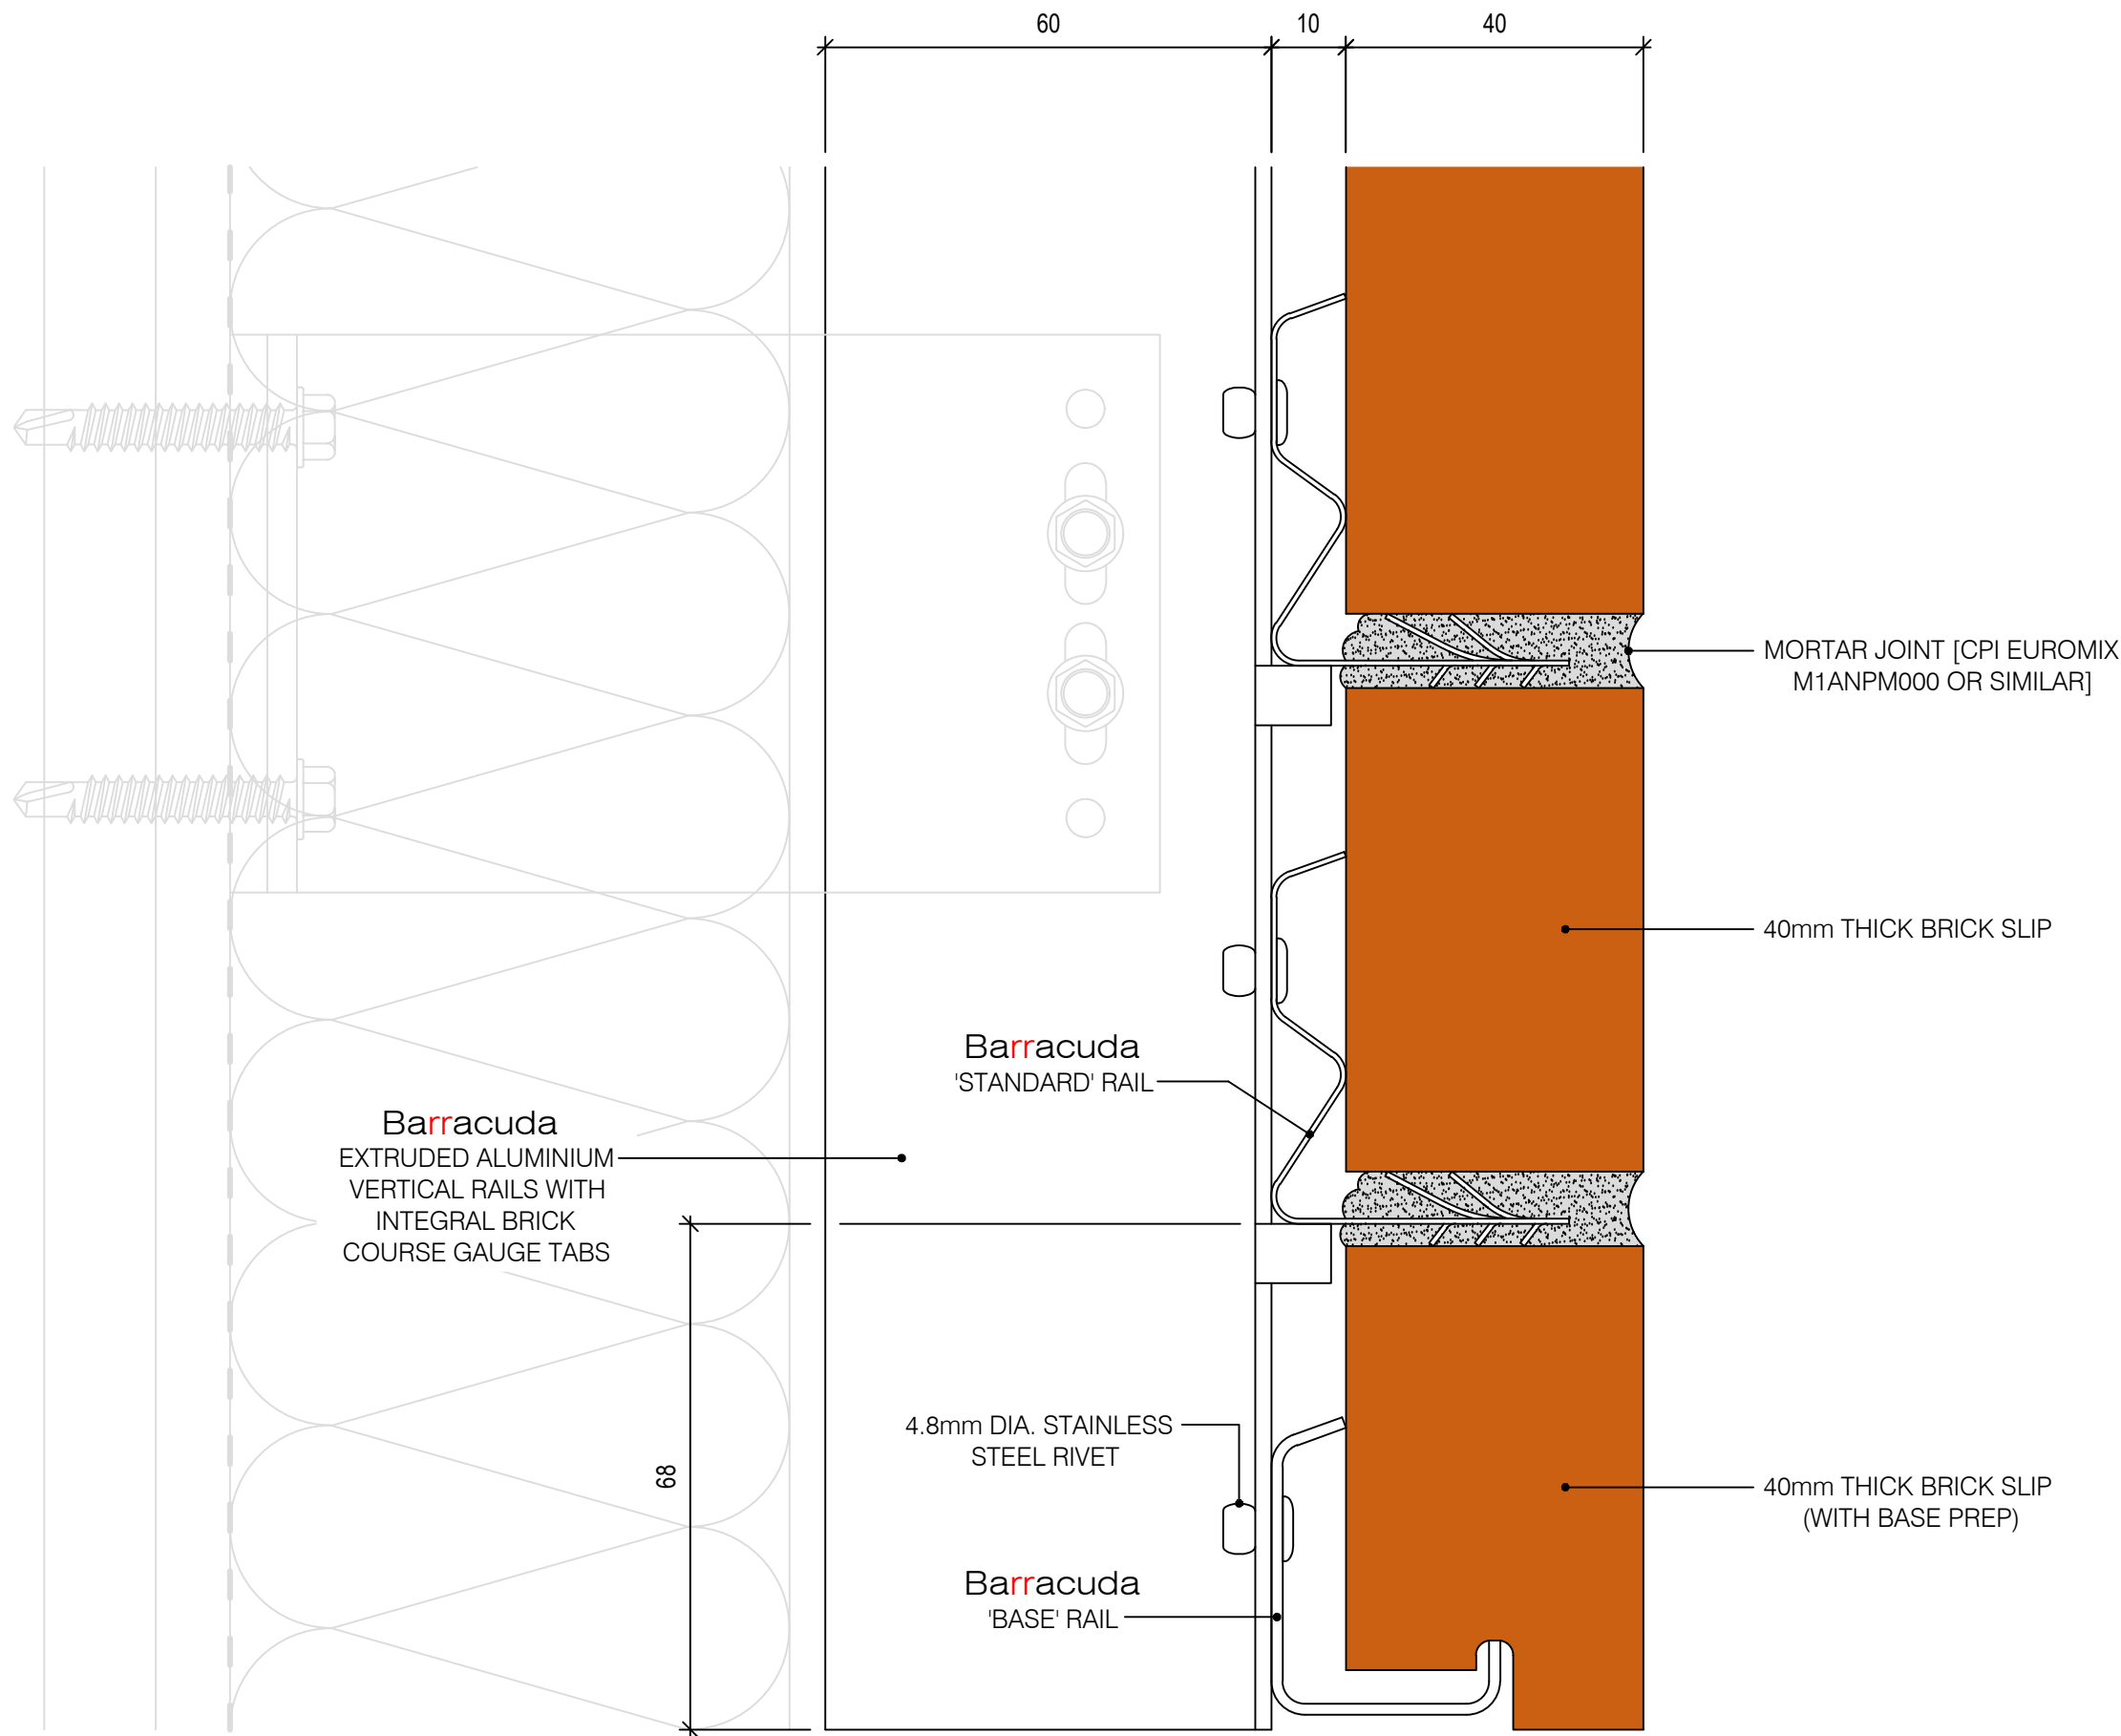 60
10
40
MORTAR JOINT [CPI EUROMIX
M1ANPM000 OR SIMILAR]
40mm THICK BRICK SLIP
Barracuda
'STANDARD' RAIL
Barracuda
EXTRUDED ALUMINIUM
VERTICAL RAILS WITH
INTEGRAL BRICK
COURSE GAUGE TABS
4.8mm DIA. STAINLESS
STEEL RIVET
68
40mm THICK BRICK SLIP
(WITH BASE PREP)
Barracuda
'BASE' RAIL